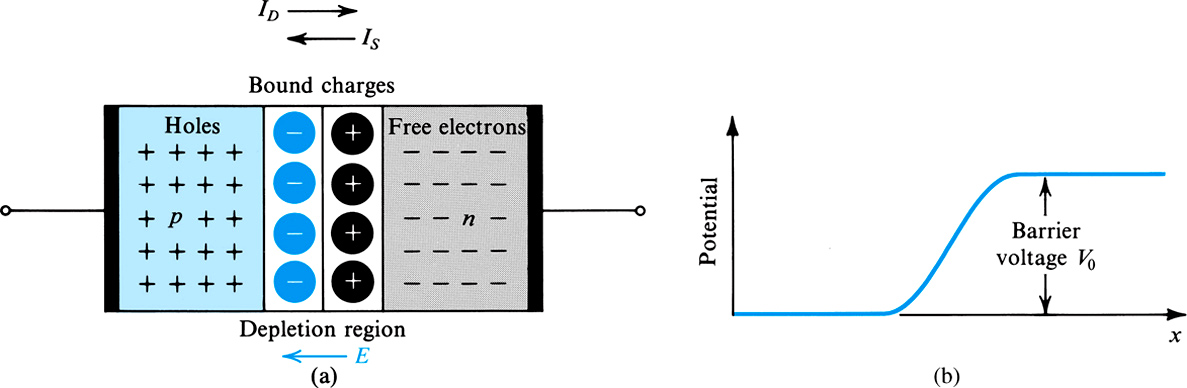 I_D
I_S
Bound charges
Holes
Free electrons
p
n
Depletion region
E
(a)
Potential
Barrier
voltage V_0
x
(b)